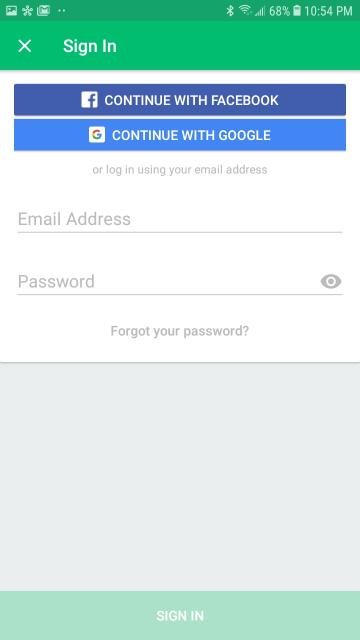 68% 10:54 PM
Sign In
CONTINUE WITH FACEBOOK
CONTINUE WITH GOOGLE
or log in using your email address
Email Address
Password
Forgot your password?
SIGN IN